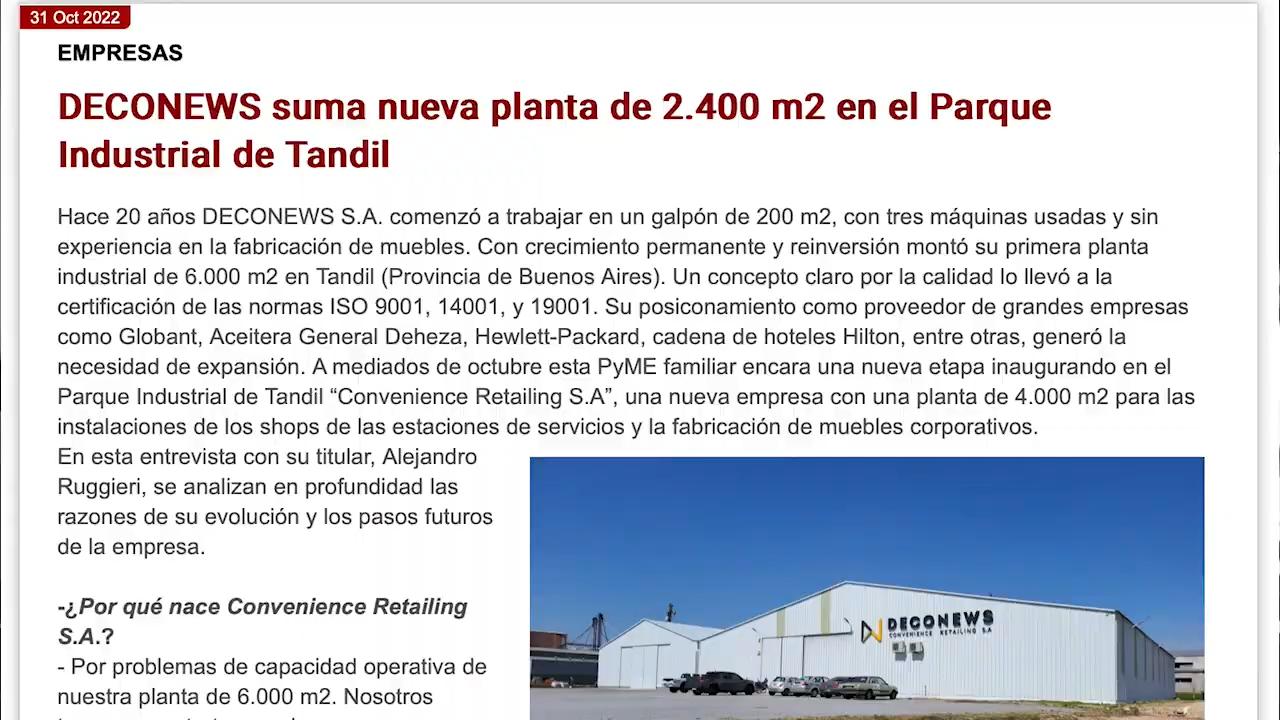 31 Oct 2022
EMPRESAS
DECONEWS suma nueva planta de 2.400 m2 en el Parque
Industrial de Tandil
Hace 20 años DECONEWS S.A. comenzó a trabajar en un galpón de 200 m2, con tres máquinas usadas y sin
experiencia en la fabricación de muebles. Con crecimiento permanente y reinversión montó su primera planta
industrial de 6.000 m2 en Tandil (Provincia de Buenos Aires). Un concepto claro por la calidad lo llevó a la
certificación de las normas ISO 9001, 14001, y 19001. Su posiconamiento como proveedor de grandes empresas
como Globant, Aceitera General Deheza, Hewlett-Packard, cadena de hoteles Hilton, entre otras, generó la
necesidad de expansión. A mediados de octubre esta PyME familiar encara una nueva etapa inaugurando en el
Parque Industrial de Tandil “Convenience Retailing S.A”, una nueva empresa con una planta de 4.000 m2 para las
instalaciones de los shops de las estaciones de servicios y la fabricación de muebles corporativos.
En esta entrevista con su titular, Alejandro
Ruggieri, se analizan en profundidad las
razones de su evolución y los pasos futuros
de la empresa.
-¿Por qué nace Convenience Retailing
S.A.?
- Por problemas de capacidad operativa de
nuestra planta de 6.000 m2. Nosotros
DECONEWS
CONVENIENCE RETAILING S.A